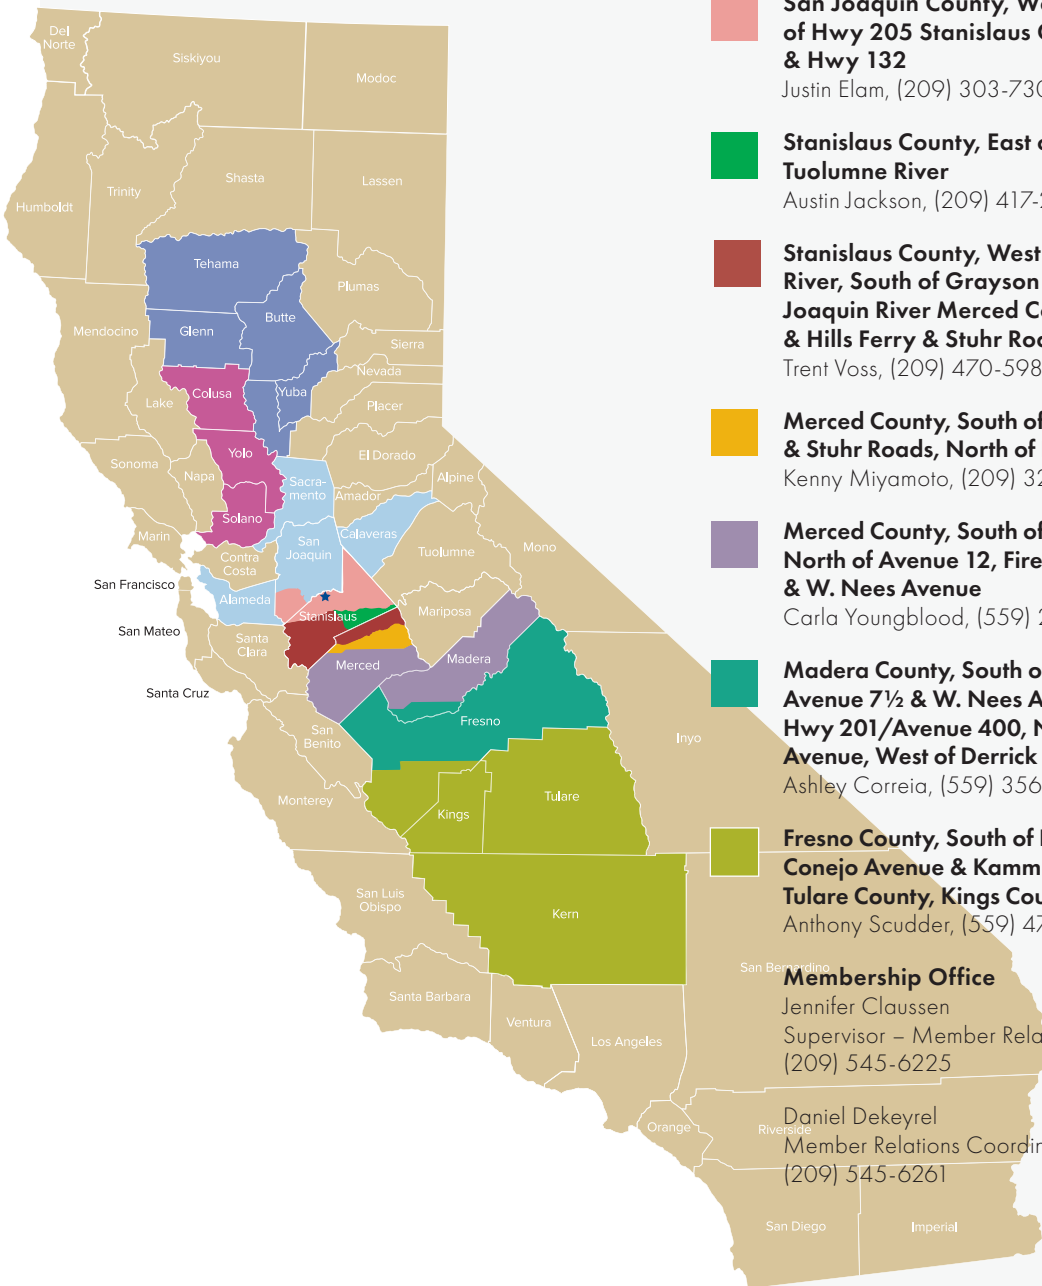 Del
Norte
Siskiyou
Modoc
Humboldt
Trinity
Shasta
Lassen
Tehama
Plumas
Mendocino
Glenn
Butte
Sierra
Nevada
Lake
Colusa
Yuba
Placer
Sonoma
Napa
Yolo
El Dorado
Solano
Sacra-
mento
Amador
Alpine
Marin
Contra
Costa
San
Joaquin
Calaveras
Tuolumne
Mono
San Francisco
Alameda
Stanislaus
Mariposa
San Mateo
Santa
Clara
Merced
Madera
Santa Cruz
San
Benito
Fresno
Inyo
Monterey
Kings
Tulare
San Luis
Obispo
Kern
San Bernardino
Santa Barbara
Ventura
Los Angeles
Orange
Riverside
San Diego
Imperial
San Joaquin County,
of Hwy 205 Stanislaus
& Hwy 132
Justin Elam, (209) 303-730
Stanislaus County, East
Tuolumne River
Austin Jackson, (209) 417-
Stanislaus County, West
River, South of Grayson
Joaquin River Merced
& Hills Ferry & Stuhr
Trent Voss, (209) 470-598
Merced County, South of
& Stuhr Roads, North of
Kenny Miyamoto, (209) 32
Merced County, South of
North of Avenue 12,
& W. Nees Avenue
Carla Youngblood, (559)
Madera County, South
Avenue 7½ & W. Nees
Hwy 201/Avenue 400,
Avenue, West of Derrick
Ashley Correia, (559) 356
Fresno County, South of
Conejo Avenue & Kamm
Tulare County, Kings
Anthony Scudder, (559) 47
Membership Office
Jennifer Claussen
Supervisor – Member
(209) 545-6225
Daniel Dekeyrel
Member Relations
(209) 545-6261